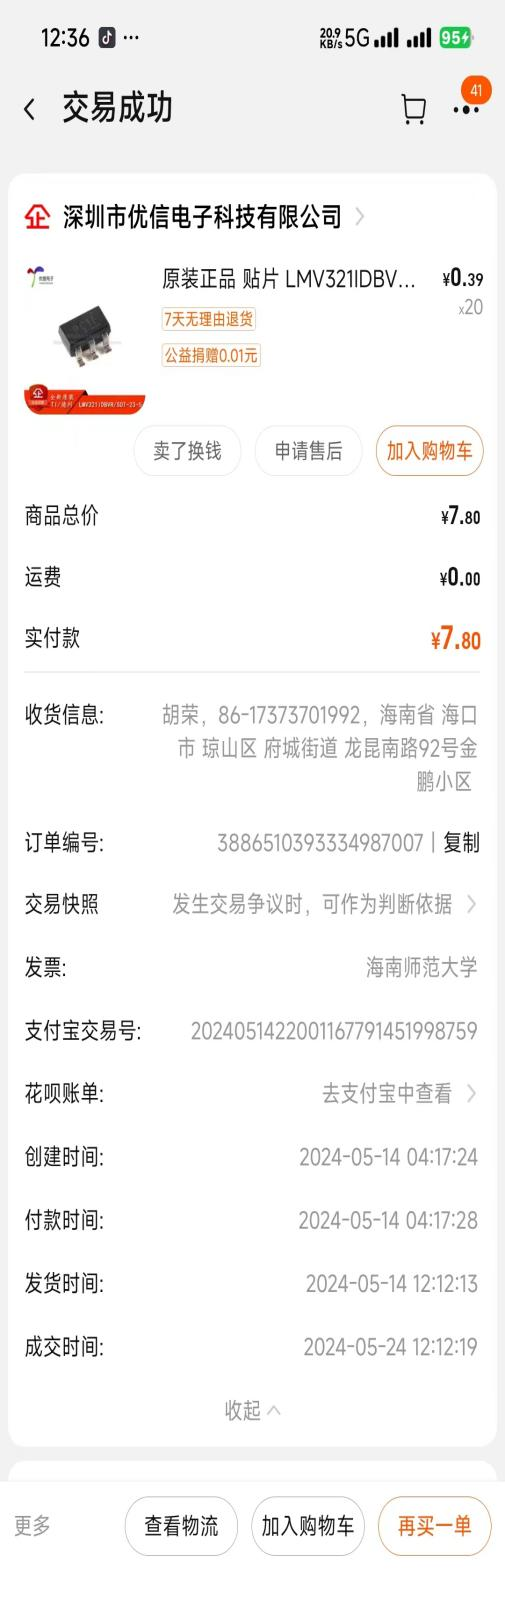 12:36 ... 20.9 KB/s 5G 95
交易成功 41
深圳市优信电子科技有限公司
原装正品 贴片 LMV321IDBV... ¥0.39
x20
7天无理由退货
公益捐赠0.01元
企 全新原装
LMV321IDBVR/SOT-23-5
卖了换钱 申请售后 加入购物车
商品总价 ¥7.80
运费 ¥0.00
实付款 ¥7.80
收货信息: 胡荣，86-17373701992，海南省 海口
市 琼山区 府城街道 龙昆南路92号金
鹏小区
订单编号: 3886510393334987007 | 复制
交易快照 发生交易争议时，可作为判断依据
发票: 海南师范大学
支付宝交易号: 2024051422001167791451998759
花呗账单: 去支付宝中查看
创建时间: 2024-05-14 04:17:24
付款时间: 2024-05-14 04:17:28
发货时间: 2024-05-14 12:12:13
成交时间: 2024-05-24 12:12:19
收起
更多 查看物流 加入购物车 再买一单